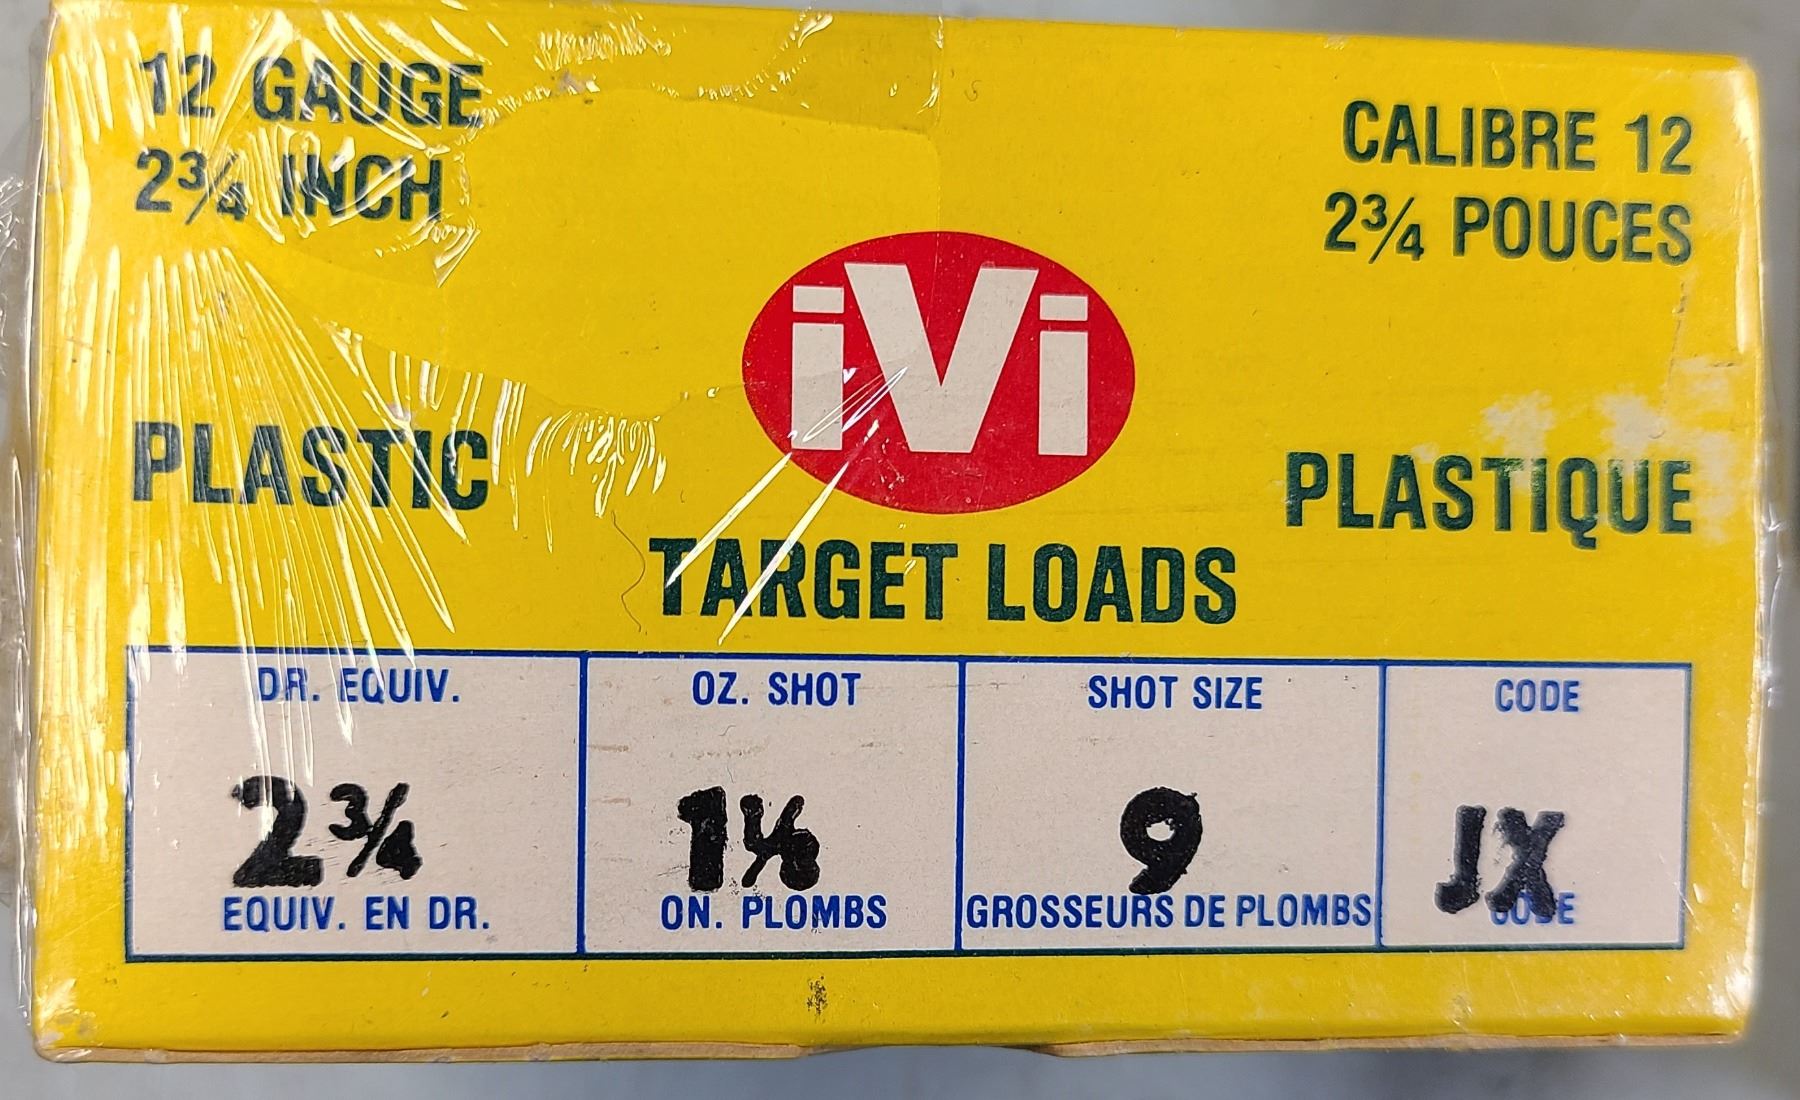 12 GAUGE
2¾ INCH
CALIBRE 12
2¾ POUCES
iVi
PLASTIC
PLASTIQUE
TARGET LOADS
DR. EQUIV.
2¾
EQUIV. EN DR.
OZ. SHOT
1⅛
ON. PLOMBS
SHOT SIZE
9
GROSSEURS DE PLOMBS
CODE
JX
CODE